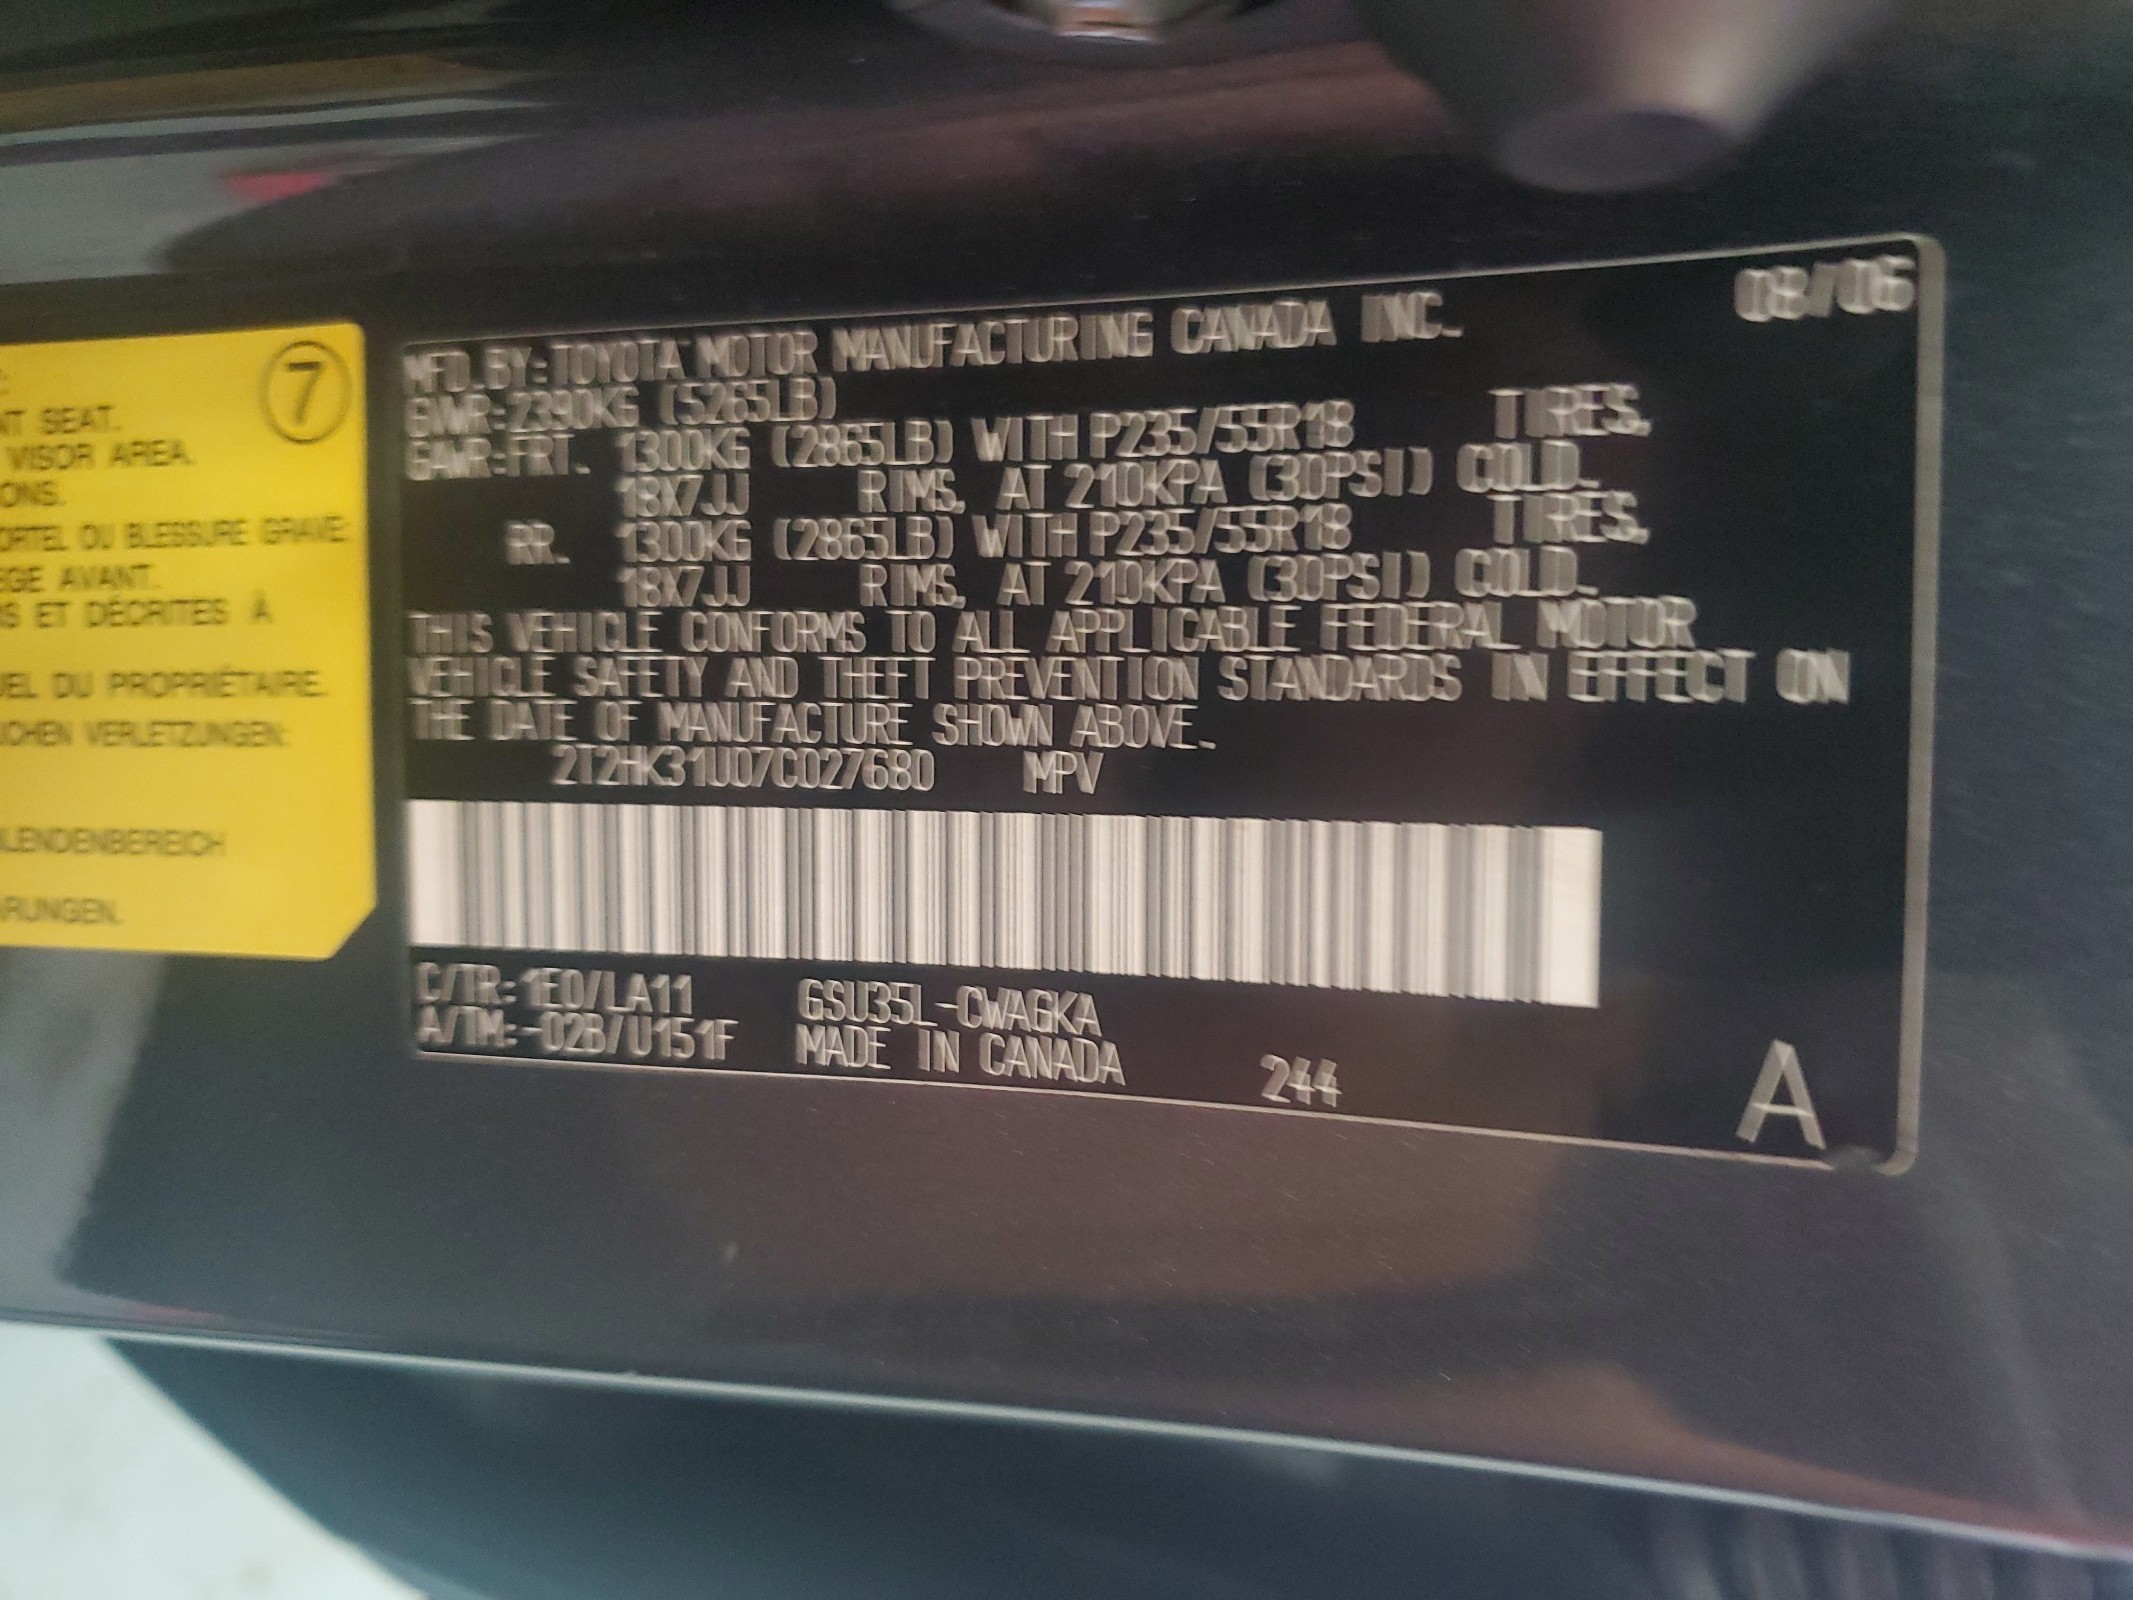 :
NT SEAT. 7
VISOR AREA.
ONS.
ORTEL OU BLESSURE GRAVE:
EGE AVANT.
S ET DÉCRITES À
UEL DU PROPRIÉTAIRE.
ICHEN VERLETZUNGEN:
LENDENBEREICH
RUNGEN.
08/06
MFD.BY:TOYOTA MOTOR MANUFACTURING CANADA INC.
GVWR:2390KG (5265LB)
GAWR:FRT. 1300KG (2865LB) WITH P235/55R18 TIRES,
18X7JJ RIMS, AT 210KPA (30PSI) COLD.
RR. 1300KG (2865LB) WITH P235/55R18 TIRES,
18X7JJ RIMS, AT 210KPA (30PSI) COLD.
THIS VEHICLE CONFORMS TO ALL APPLICABLE FEDERAL MOTOR
VEHICLE SAFETY AND THEFT PREVENTION STANDARDS IN EFFECT ON
THE DATE OF MANUFACTURE SHOWN ABOVE.
2T2HK31U07C027680 MPV
C/TR:1E0/LA11 GSU35L-CWAGKA
A/TM:-02B/U151F MADE IN CANADA 244
A